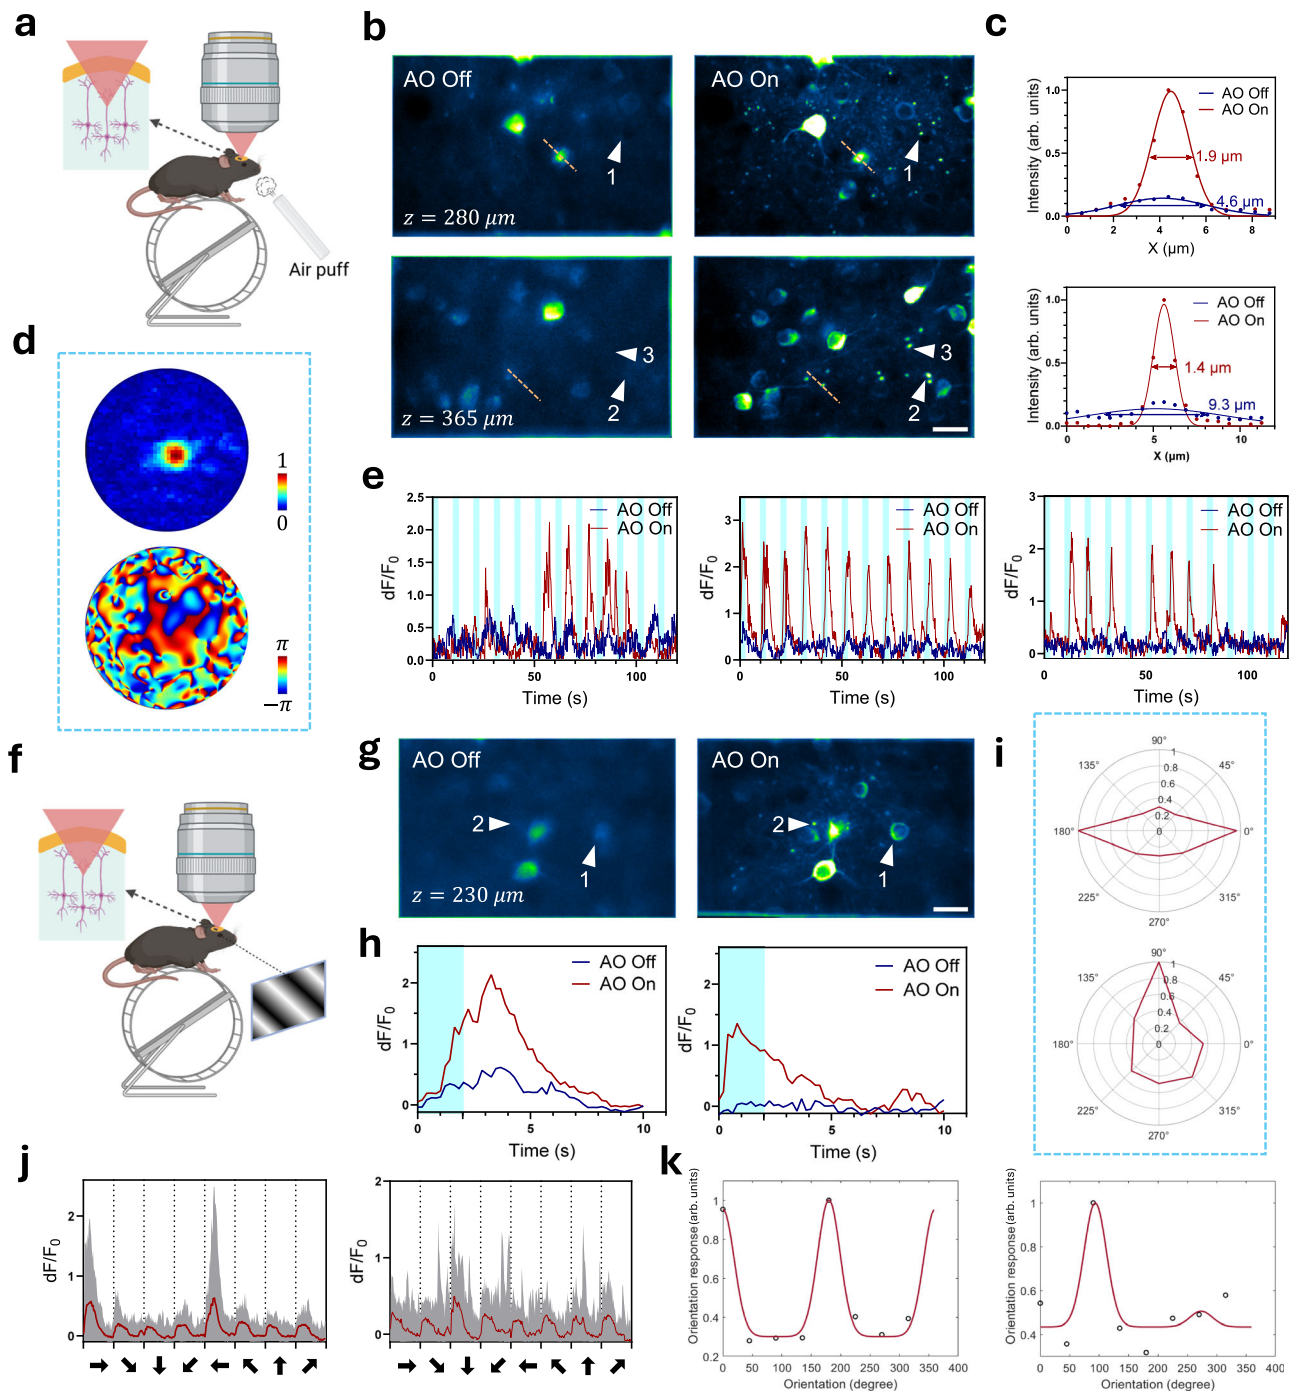 a
Air puff
b
AO Off
1
z = 280 μm
AO On
1
z = 365 μm
3
2
3
2
c
Intensity (arb. units)
1.0
0.5
0.0
AO Off
AO On
1.9 μm
4.6 μm
0 2 4 6 8
X (μm)
Intensity (arb. units)
1.0
0.5
0.0
AO Off
AO On
1.4 μm
9.3 μm
0 5 10
X (μm)
d
1
0
π
−π
e
dF/F0
2.5
2.0
1.5
1.0
0.5
0.0
AO Off
AO On
0 50 100
Time (s)
dF/F0
3
2
1
0
AO Off
AO On
0 50 100
Time (s)
dF/F0
3
2
1
0
AO Off
AO On
0 50 100
Time (s)
f
g
AO Off
2
1
z = 230 μm
AO On
2
1
h
dF/F0
2
1
0
AO Off
AO On
0 5 10
Time (s)
dF/F0
2
1
0
AO Off
AO On
0 5 10
Time (s)
i
90°
135° 45°
1
0.8
0.6
0.4
0.2
0
180° 0°
225° 315°
270°
90°
135° 45°
1
0.8
0.6
0.4
0.2
0
180° 0°
225° 315°
270°
j
dF/F0
2
1
0
dF/F0
2
1
0
k
Orientation response (arb. units)
1
0.8
0.6
0.4
0.2
0 50 100 150 200 250 300 350 400
Orientation (degree)
Orientation response (arb. units)
1
0.8
0.6
0.4
0 50 100 150 200 250 300 350 400
Orientation (degree)